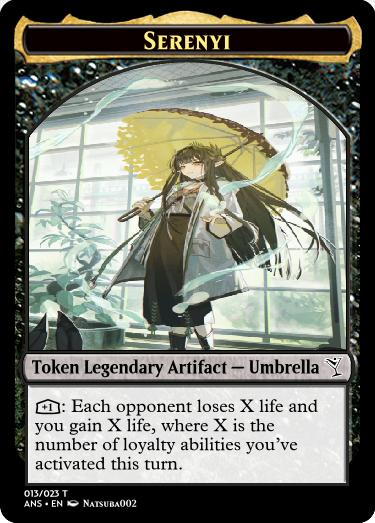 SERENYI
Token Legendary Artifact — Umbrella
+1: Each opponent loses X life and
you gain X life, where X is the
number of loyalty abilities you've
activated this turn.
013/023 T
ANS • EN NATSUBA002